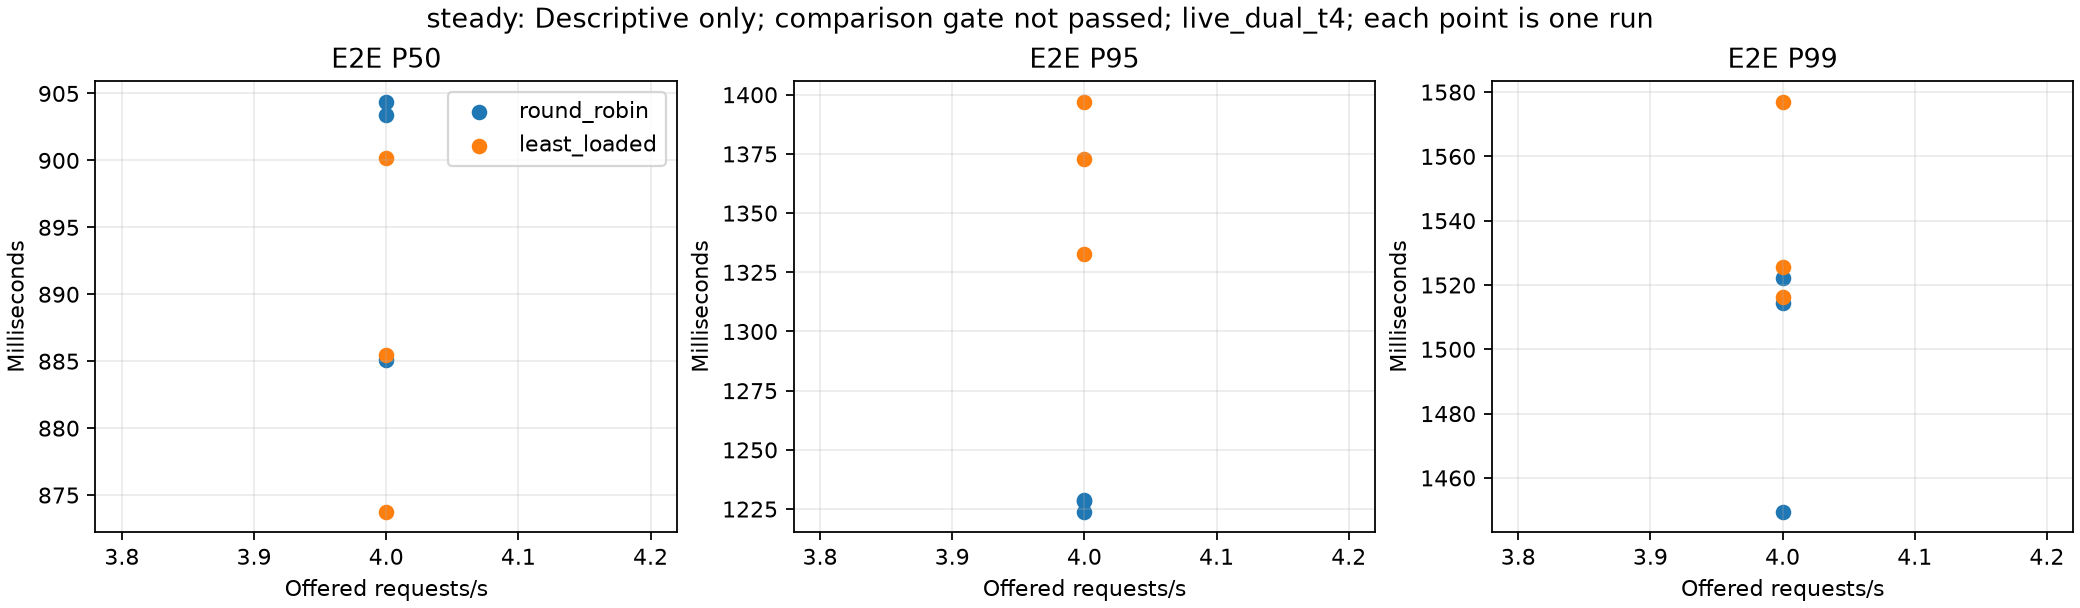 steady: Descriptive only; comparison gate not passed; live_dual_t4; each point is one run
E2E P50
905
900
895
890
885
880
875
Milliseconds
3.8 3.9 4.0 4.1 4.2
Offered requests/s
round_robin
least_loaded
E2E P95
1400
1375
1350
1325
1300
1275
1250
1225
Milliseconds
3.8 3.9 4.0 4.1 4.2
Offered requests/s
E2E P99
1580
1560
1540
1520
1500
1480
1460
Milliseconds
3.8 3.9 4.0 4.1 4.2
Offered requests/s